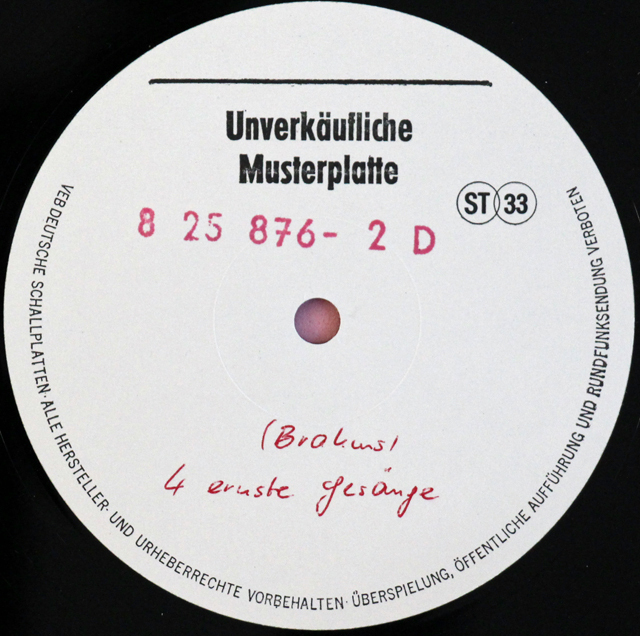 Unverkäufliche
Musterplatte
ST 33
8 25 876- 2 D
(Brahms)
4 ernste Gesänge
VEB DEUTSCHE SCHALLPLATTEN · ALLE HERSTELLER- UND URHEBERRECHTE VORBEHALTEN · ÜBERSPIELUNG, ÖFFENTLICHE AUFFÜHRUNG UND RUNDFUNKSENDUNG VERBOTEN